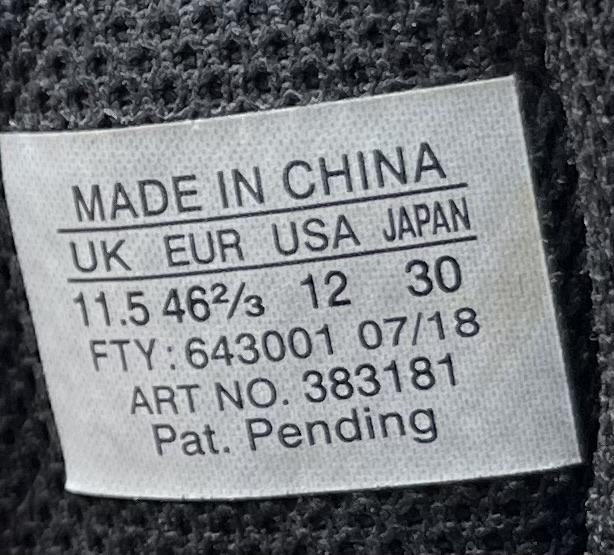 MADE IN CHINA
UK EUR USA JAPAN
11.5 46²/₃ 12 30
FTY: 643001 07/18
ART NO. 383181
Pat. Pending